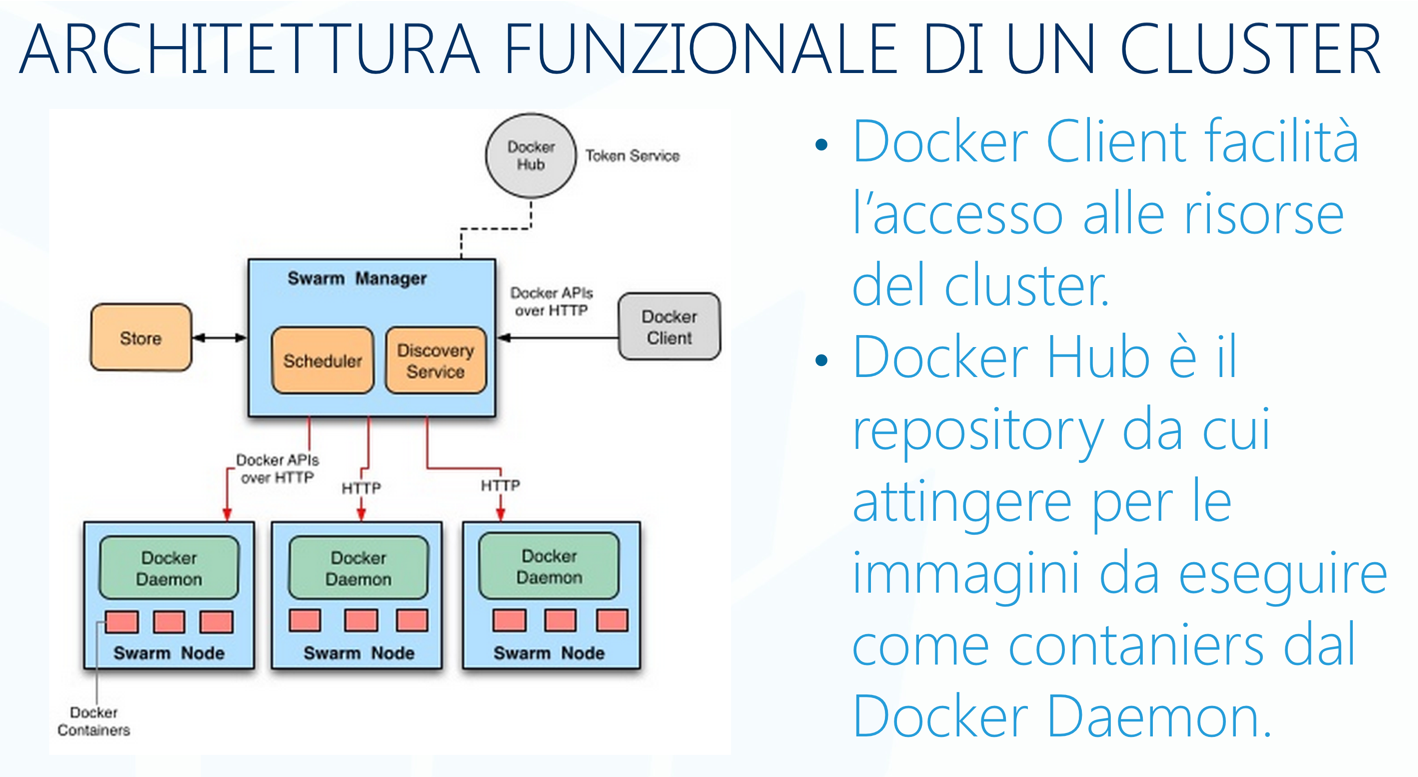 ARCHITETTURA FUNZIONALE DI UN CLUSTER
Docker
Hub
Token Service
Swarm Manager
Docker APIs
over HTTP
Docker
Client
Store
Scheduler
Discovery
Service
Docker APIs
over HTTP
HTTP
HTTP
Docker
Daemon
Docker
Daemon
Docker
Daemon
Swarm Node
Swarm Node
Swarm Node
Docker
Containers
• Docker Client facilità
l’accesso alle risorse
del cluster.
• Docker Hub è il
repository da cui
attingere per le
immagini da eseguire
come contaniers dal
Docker Daemon.